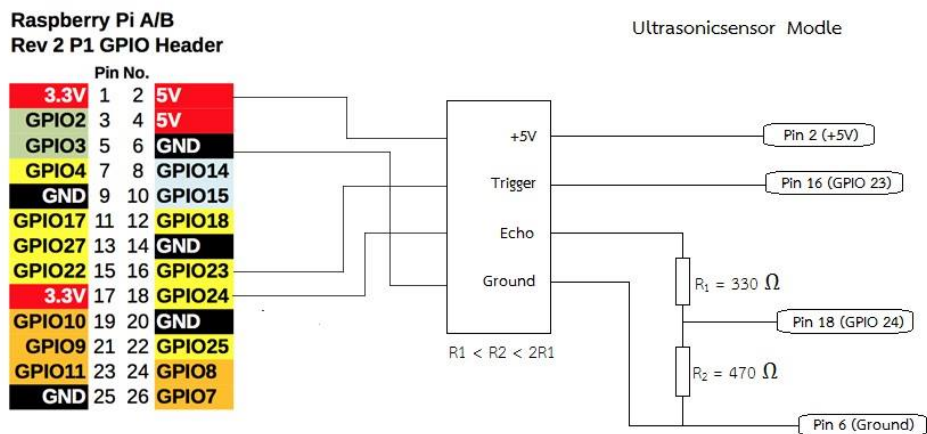 Raspberry Pi A/B
Rev 2 P1 GPIO Header
Pin No.
3.3V 1 2 5V
GPIO2 3 4 5V
GPIO3 5 6 GND
GPIO4 7 8 GPIO14
GND 9 10 GPIO15
GPIO17 11 12 GPIO18
GPIO27 13 14 GND
GPIO22 15 16 GPIO23
3.3V 17 18 GPIO24
GPIO10 19 20 GND
GPIO9 21 22 GPIO25
GPIO11 23 24 GPIO8
GND 25 26 GPIO7
Ultrasonicsensor Modle
+5V
Trigger
Echo
Ground
R1 < R2 < 2R1
Pin 2 (+5V)
Pin 16 (GPIO 23)
R₁ = 330 Ω
Pin 18 (GPIO 24)
R₂ = 470 Ω
Pin 6 (Ground)